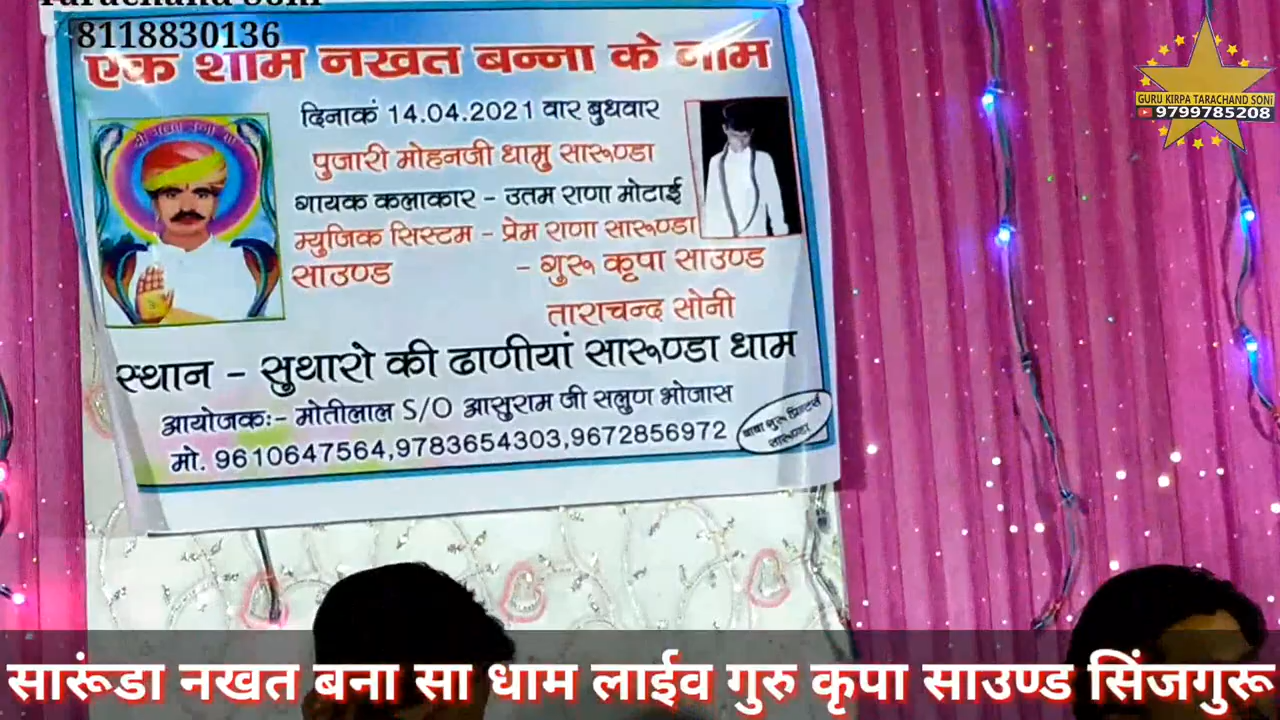 8118830136
GURU KIRPA TARACHAND SONI
9799785208
एक शाम नखत बन्ना के नाम
दिनाकं 14.04.2021 वार बुधवार
पुजारी मोहनजी धामु सारूण्डा
गायक कलाकार - उतम राणा मोटाई
म्युजिक सिस्टम - प्रेम राणा सारूण्डा
साउण्ड - गुरू कृपा साउण्ड
ताराचन्द सोनी
स्थान - सुथारो की ढाणीयां सारूण्डा धाम
आयोजकः- मोतीलाल S/O आसुराम जी सलुण भोजास
मो. 9610647564,9783654303,9672856972
सारूण्डा
सारूंडा नखत बना सा धाम लाईव गुरु कृपा साउण्ड सिंजगुरू